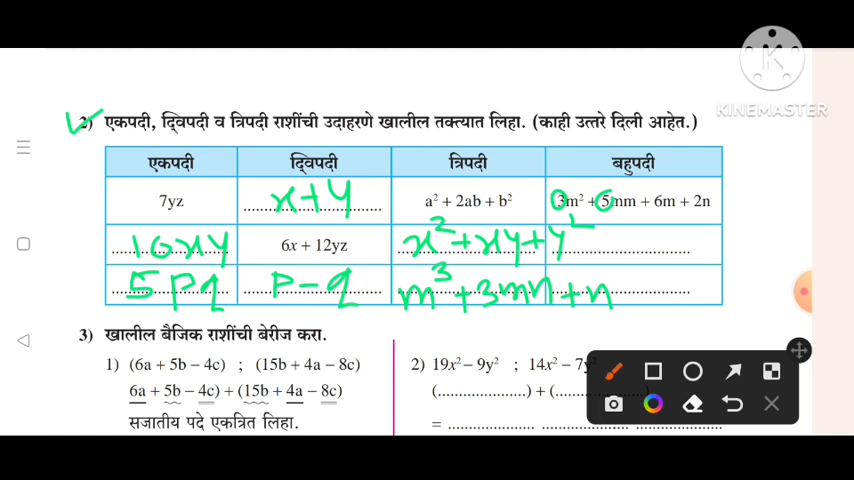 KINEMASTER
2) एकपदी, द्विपदी व त्रिपदी राशींची उदाहरणे खालील तक्त्यात लिहा. (काही उत्तरे दिली आहेत.)
एकपदी द्विपदी त्रिपदी बहुपदी
7yz x+y a² + 2ab + b² 3m² + 5mm + 6m + 2n
10xy 6x + 12yz x²+xy+y²
5pq p-q m³+3mn+n
3) खालील बैजिक राशींची बेरीज करा.
1) (6a + 5b – 4c) ; (15b + 4a – 8c) 2) 19x² – 9y² ; 14x² – 7y²
6a + 5b – 4c) + (15b + 4a – 8c) (.....................) + (.....................)
सजातीय पदे एकत्रित लिहा. = ..................... ..................... .....................